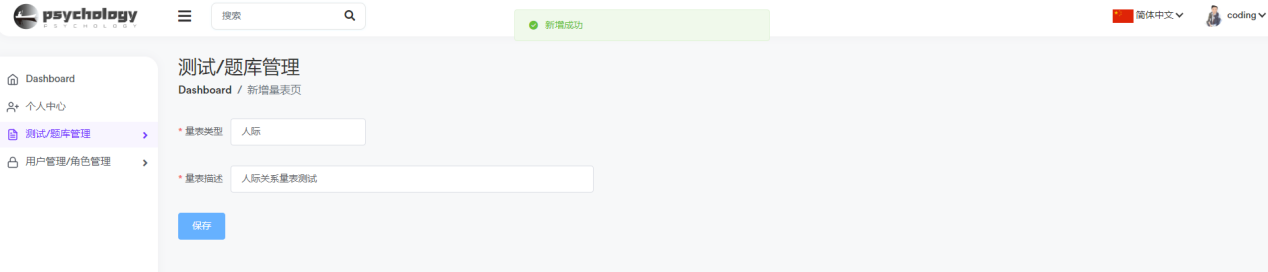 psychology
PSYCHOLOGY
搜索
新增成功
简体中文
coding
Dashboard
个人中心
测试/题库管理
用户管理/角色管理
测试/题库管理
Dashboard / 新增量表页
* 量表类型 人际
* 量表描述 人际关系量表测试
保存